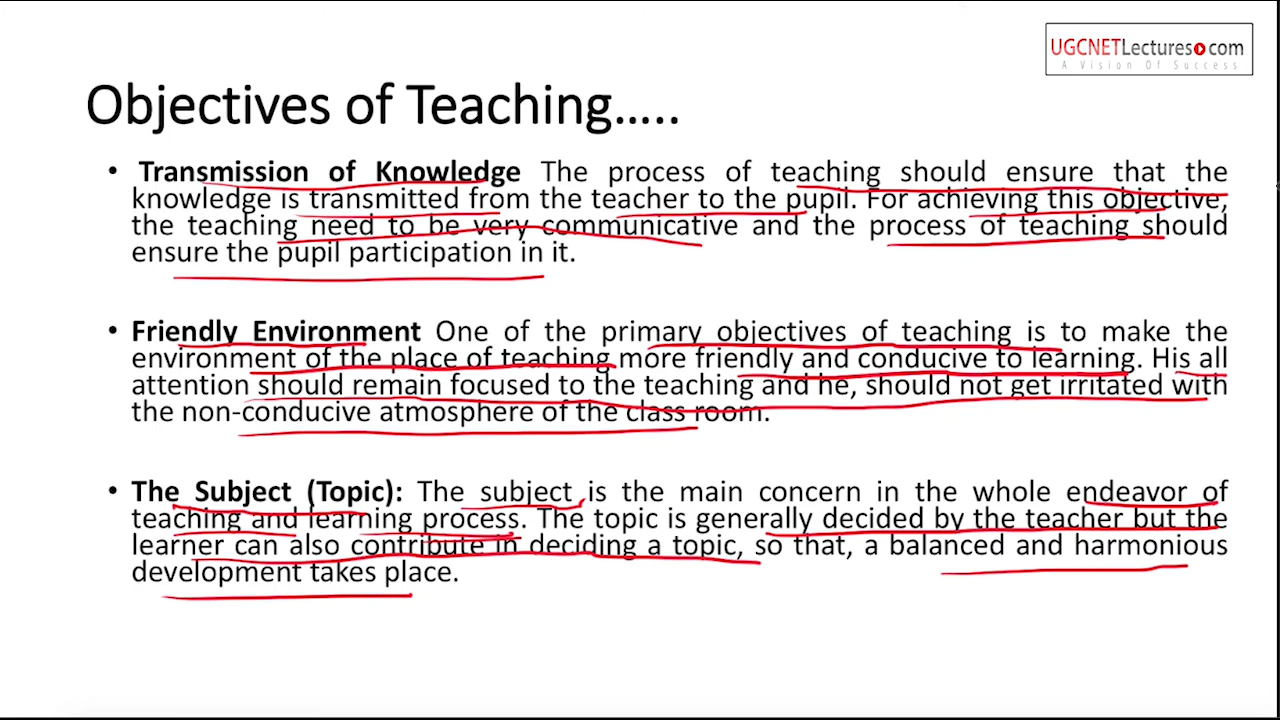 UGCNETLectures.com
A Vision Of Success
Objectives of Teaching.....
• Transmission of Knowledge The process of teaching should ensure that the
knowledge is transmitted from the teacher to the pupil. For achieving this objective,
the teaching need to be very communicative and the process of teaching should
ensure the pupil participation in it.
• Friendly Environment One of the primary objectives of teaching is to make the
environment of the place of teaching more friendly and conducive to learning. His all
attention should remain focused to the teaching and he, should not get irritated with
the non-conducive atmosphere of the class room.
• The Subject (Topic): The subject is the main concern in the whole endeavor of
teaching and learning process. The topic is generally decided by the teacher but the
learner can also contribute in deciding a topic, so that, a balanced and harmonious
development takes place.